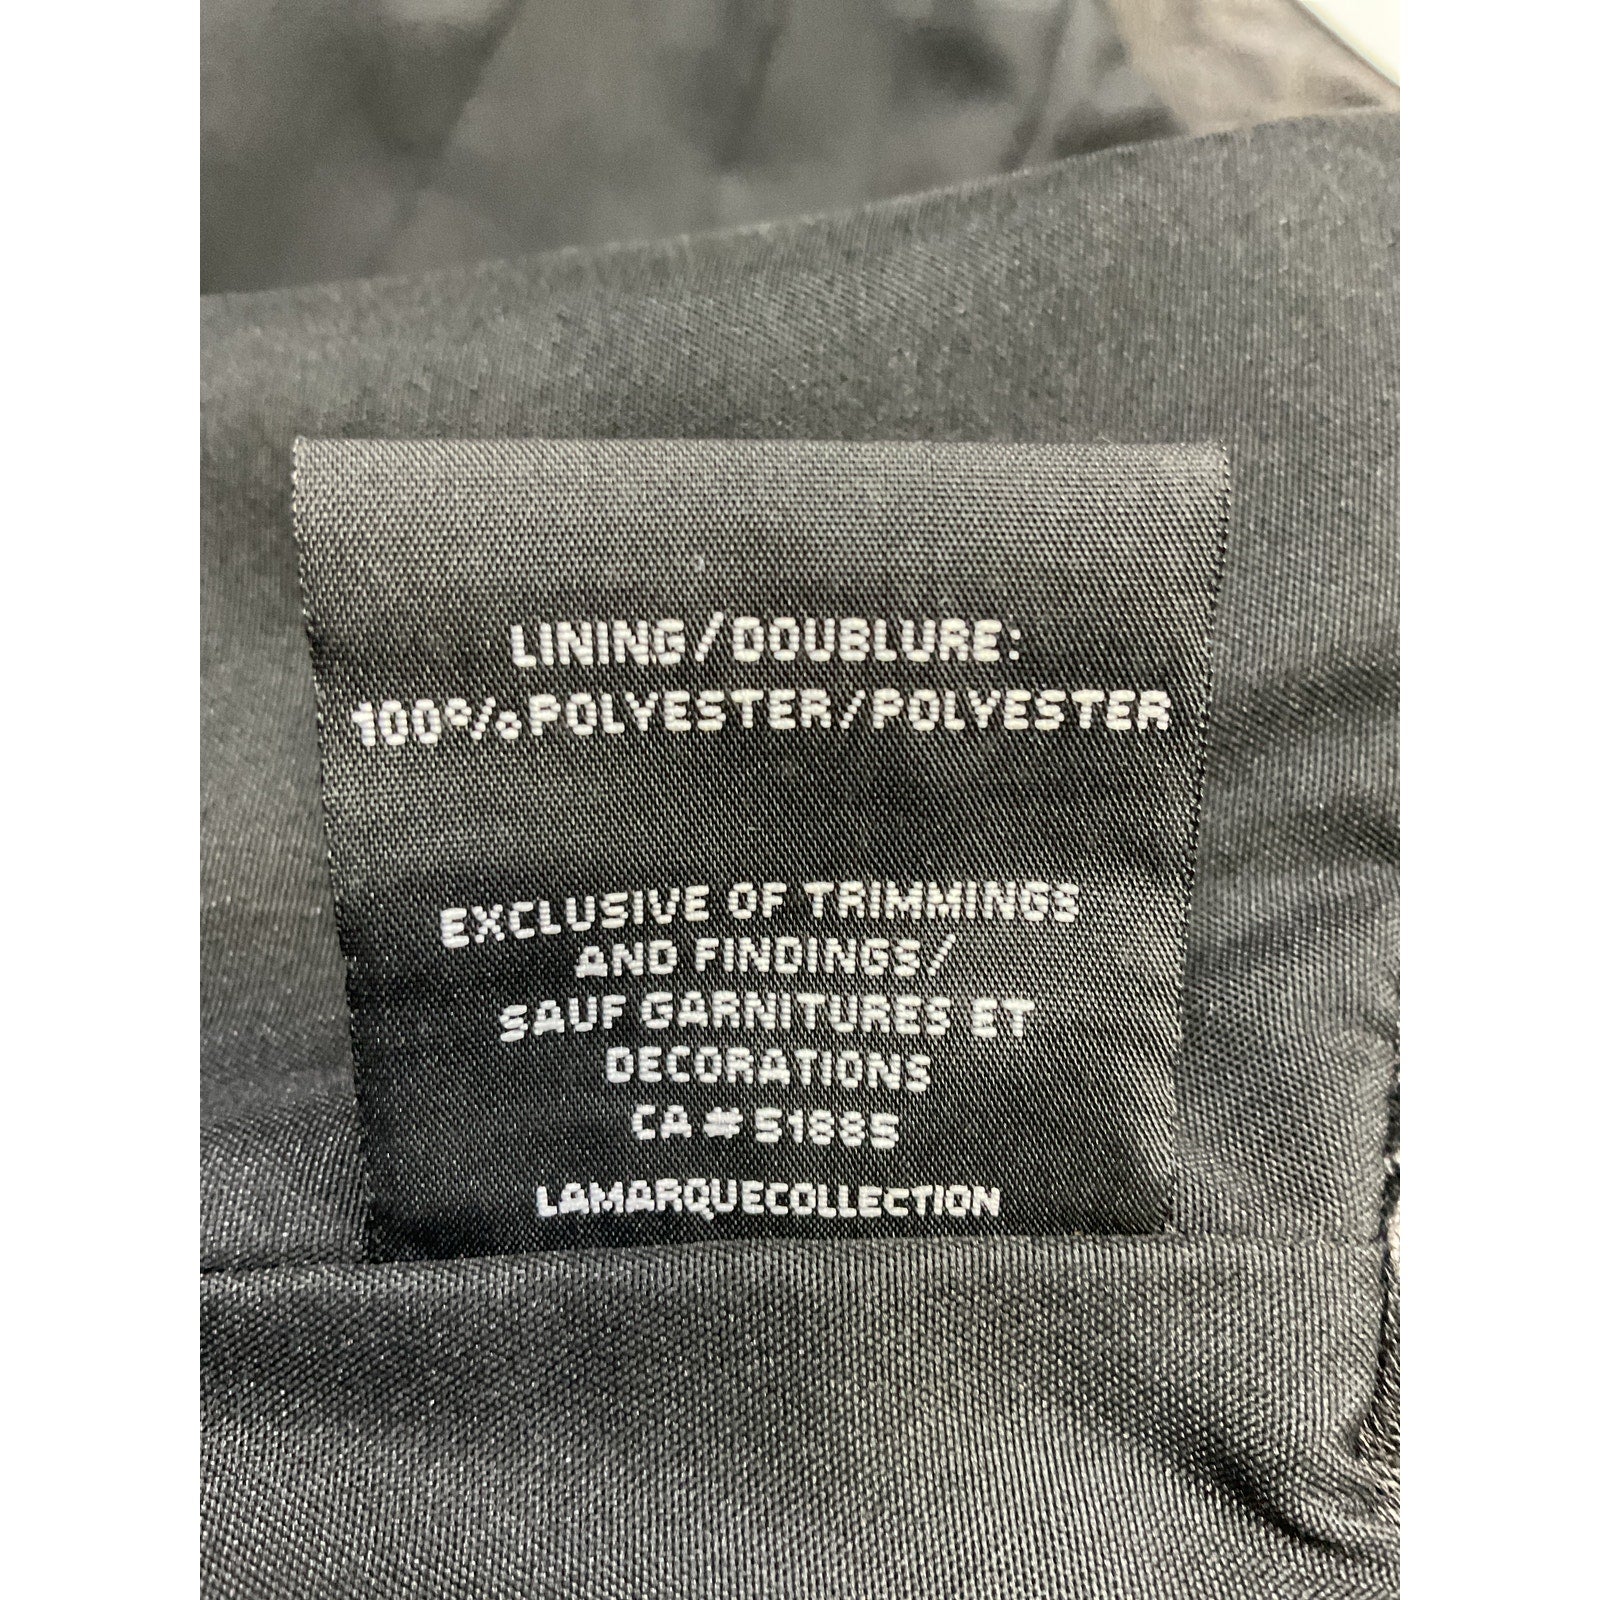 LINING/DOUBLURE:
100%POLYESTER/POLYESTER
EXCLUSIVE OF TRIMMINGS
AND FINDINGS/
SAUF GARNITURES ET
DECORATIONS
CA#51885
LAMARQUECOLLECTION